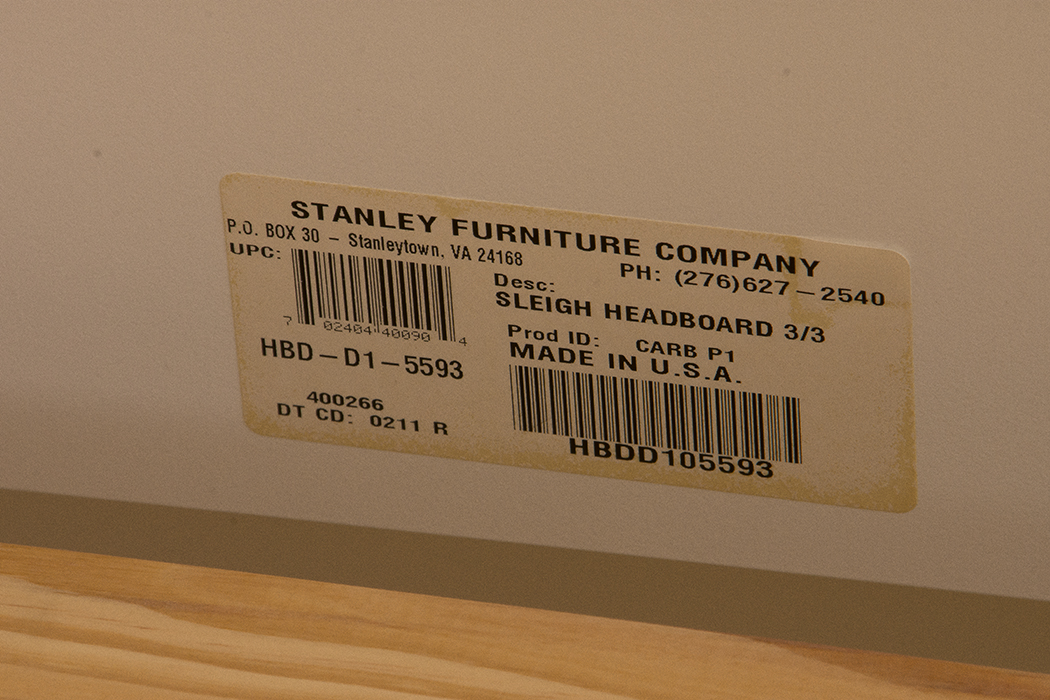 STANLEY FURNITURE COMPANY
P.O. BOX 30 - Stanleytown, VA 24168
PH: (276)627-2540
UPC:
7 02404 40090 4
HBD-D1-5593
400266
DT CD: 0211 R
Desc:
SLEIGH HEADBOARD 3/3
Prod ID: CARB P1
MADE IN U.S.A.
HBDD105593